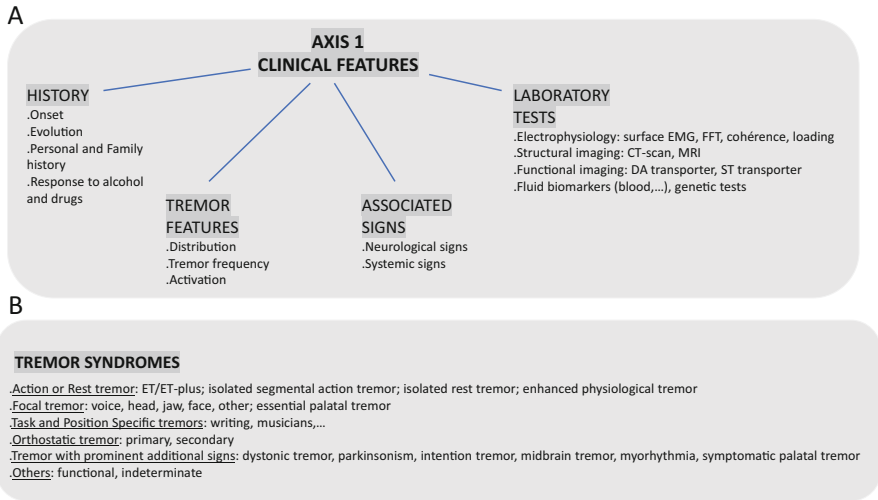 A
AXIS 1
CLINICAL FEATURES
HISTORY
.Onset
.Evolution
.Personal and Family
history
.Response to alcohol
and drugs
TREMOR
FEATURES
.Distribution
.Tremor frequency
.Activation
ASSOCIATED
SIGNS
.Neurological signs
.Systemic signs
LABORATORY
TESTS
.Electrophysiology: surface EMG, FFT, cohérence, loading
.Structural imaging: CT-scan, MRI
.Functional imaging: DA transporter, ST transporter
.Fluid biomarkers (blood,...), genetic tests
B
TREMOR SYNDROMES
.Action or Rest tremor: ET/ET-plus; isolated segmental action tremor; isolated rest tremor; enhanced physiological tremor
.Focal tremor: voice, head, jaw, face, other; essential palatal tremor
.Task and Position Specific tremors: writing, musicians,...
.Orthostatic tremor: primary, secondary
.Tremor with prominent additional signs: dystonic tremor, parkinsonism, intention tremor, midbrain tremor, myorhythmia, symptomatic palatal tremor
.Others: functional, indeterminate